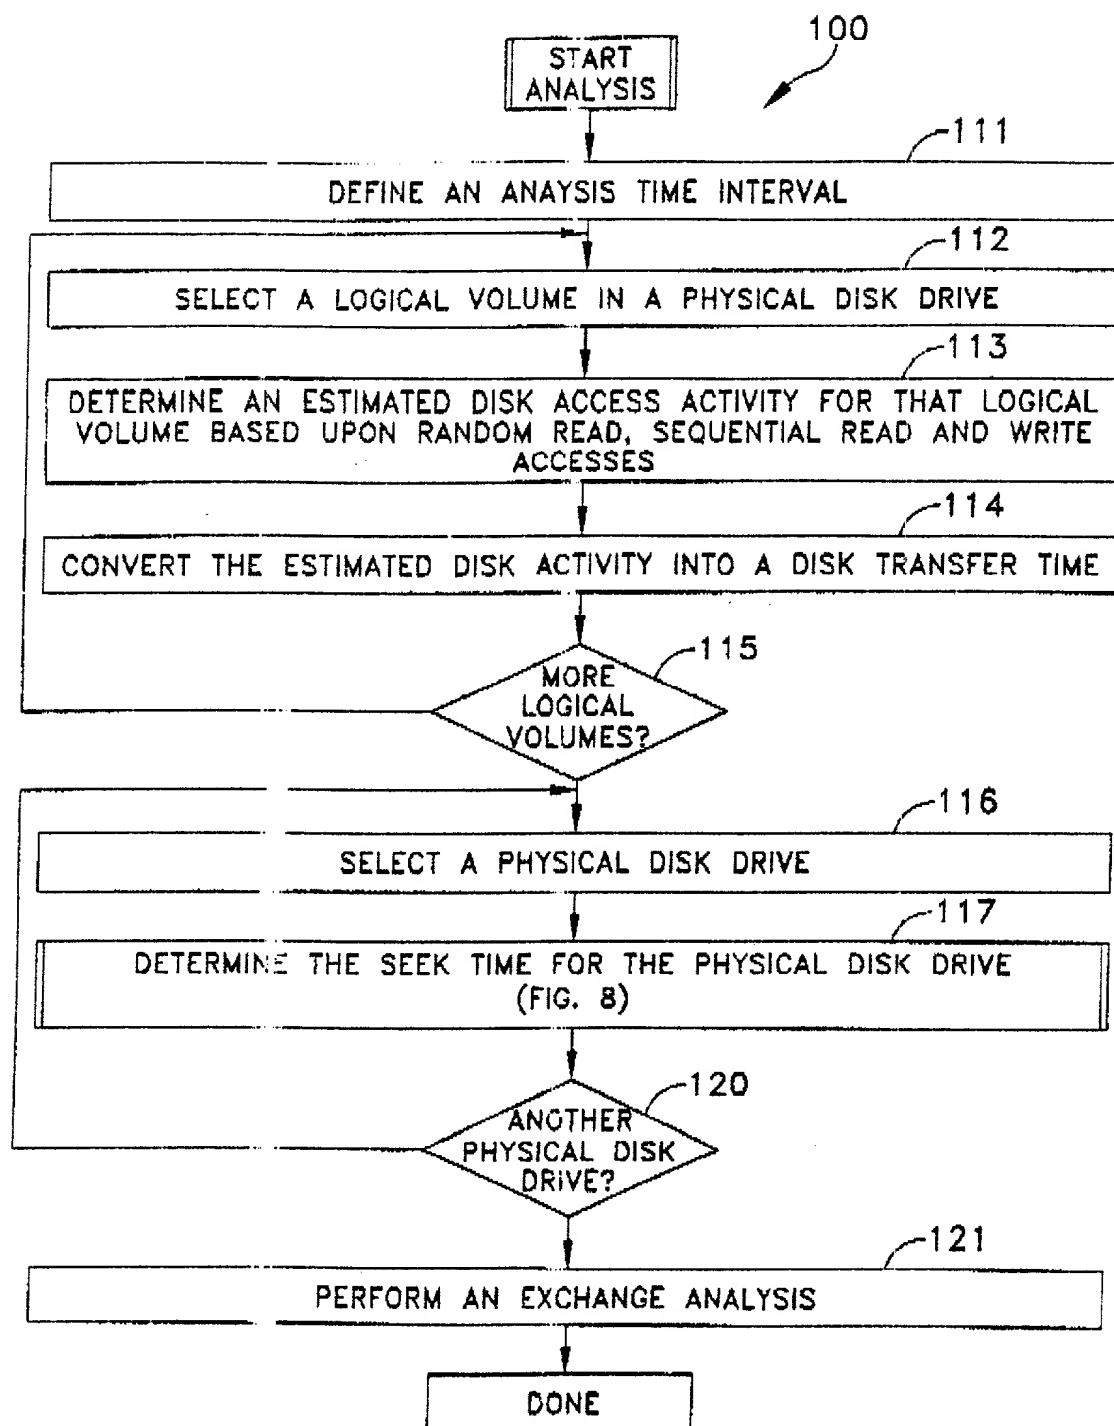 100
START
ANALYSIS
111
DEFINE AN ANAYSIS TIME INTERVAL
112
SELECT A LOGICAL VOLUME IN A PHYSICAL DISK DRIVE
113
DETERMINE AN ESTIMATED DISK ACCESS ACTIVITY FOR THAT LOGICAL
VOLUME BASED UPON RANDOM READ, SEQUENTIAL READ AND WRITE
ACCESSES
114
CONVERT THE ESTIMATED DISK ACTIVITY INTO A DISK TRANSFER TIME
115
MORE
LOGICAL
VOLUMES?
116
SELECT A PHYSICAL DISK DRIVE
117
DETERMINE THE SEEK TIME FOR THE PHYSICAL DISK DRIVE
(FIG. 8)
120
ANOTHER
PHYSICAL DISK
DRIVE?
121
PERFORM AN EXCHANGE ANALYSIS
DONE